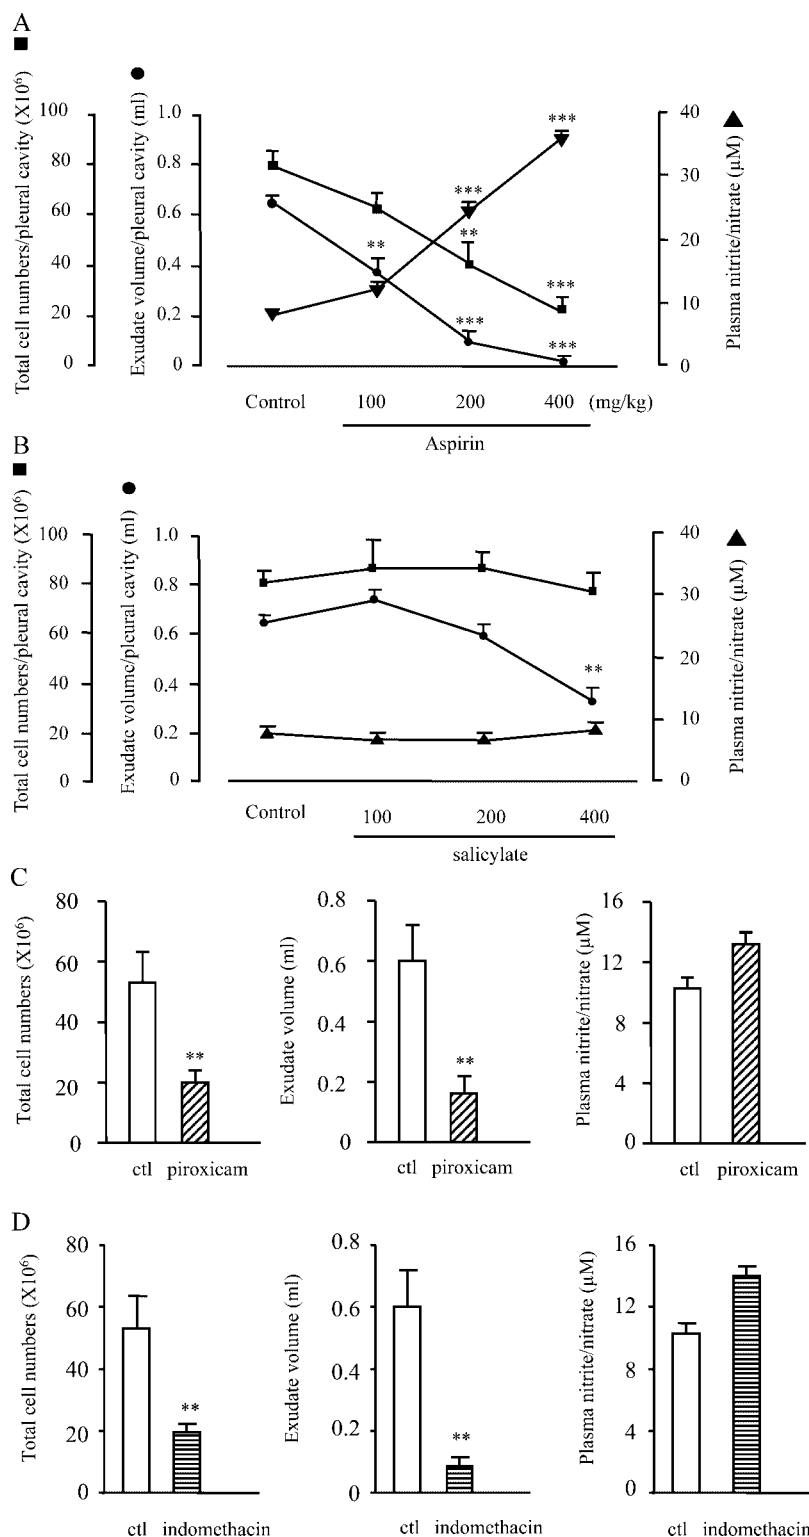 A
Total cell numbers/pleural cavity (X10⁶)
100
80
60
40
20
0
Exudate volume/pleural cavity (ml)
1.0
0.8
0.6
0.4
0.2
0
Plasma nitrite/nitrate (µM)
40
30
20
10
0
**
***
**
***
***
***
***
Control 100 200 400 (mg/kg)
Aspirin
B
Total cell numbers/pleural cavity (X10⁶)
100
80
60
40
20
0
Exudate volume/pleural cavity (ml)
1.0
0.8
0.6
0.4
0.2
0
Plasma nitrite/nitrate (µM)
40
30
20
10
0
**
Control 100 200 400
salicylate
C
Total cell numbers (X10⁶)
80
60
40
20
0
**
ctl piroxicam
Exudate volume (ml)
0.8
0.6
0.4
0.2
0
**
ctl piroxicam
Plasma nitrite/nitrate (µM)
16
12
8
4
0
ctl piroxicam
D
Total cell numbers (X10⁶)
80
60
40
20
0
**
ctl indomethacin
Exudate volume (ml)
0.8
0.6
0.4
0.2
0
**
ctl indomethacin
Plasma nitrite/nitrate (µM)
16
12
8
4
0
ctl indomethacin